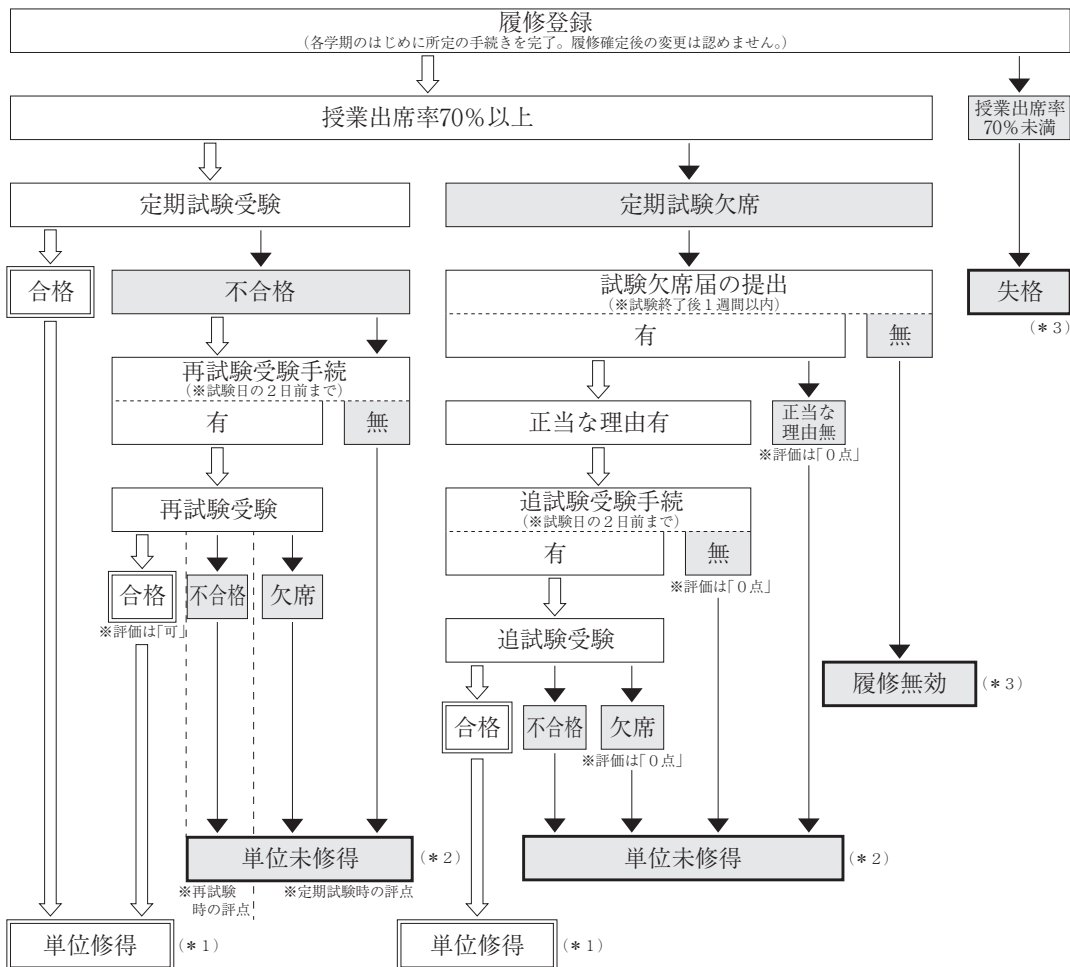 履修登録
（各学期のはじめに所定の手続きを完了。履修確定後の変更は認めません。）
授業出席率70％以上
授業出席率
70％未満
定期試験受験
定期試験欠席
合格
不合格
試験欠席届の提出
（※試験終了後１週間以内）
有
無
失格
（＊3）
再試験受験手続
（※試験日の２日前まで）
有
無
正当な理由有
正当な
理由無
※評価は「０点」
再試験受験
追試験受験手続
（※試験日の２日前まで）
有
無
※評価は「０点」
合格
※評価は「可」
不合格
欠席
追試験受験
履修無効
（＊3）
合格
不合格
欠席
※評価は「０点」
単位未修得
（＊2）
※再試験
時の評点
※定期試験時の評点
単位未修得
（＊2）
単位修得
（＊1）
単位修得
（＊1）